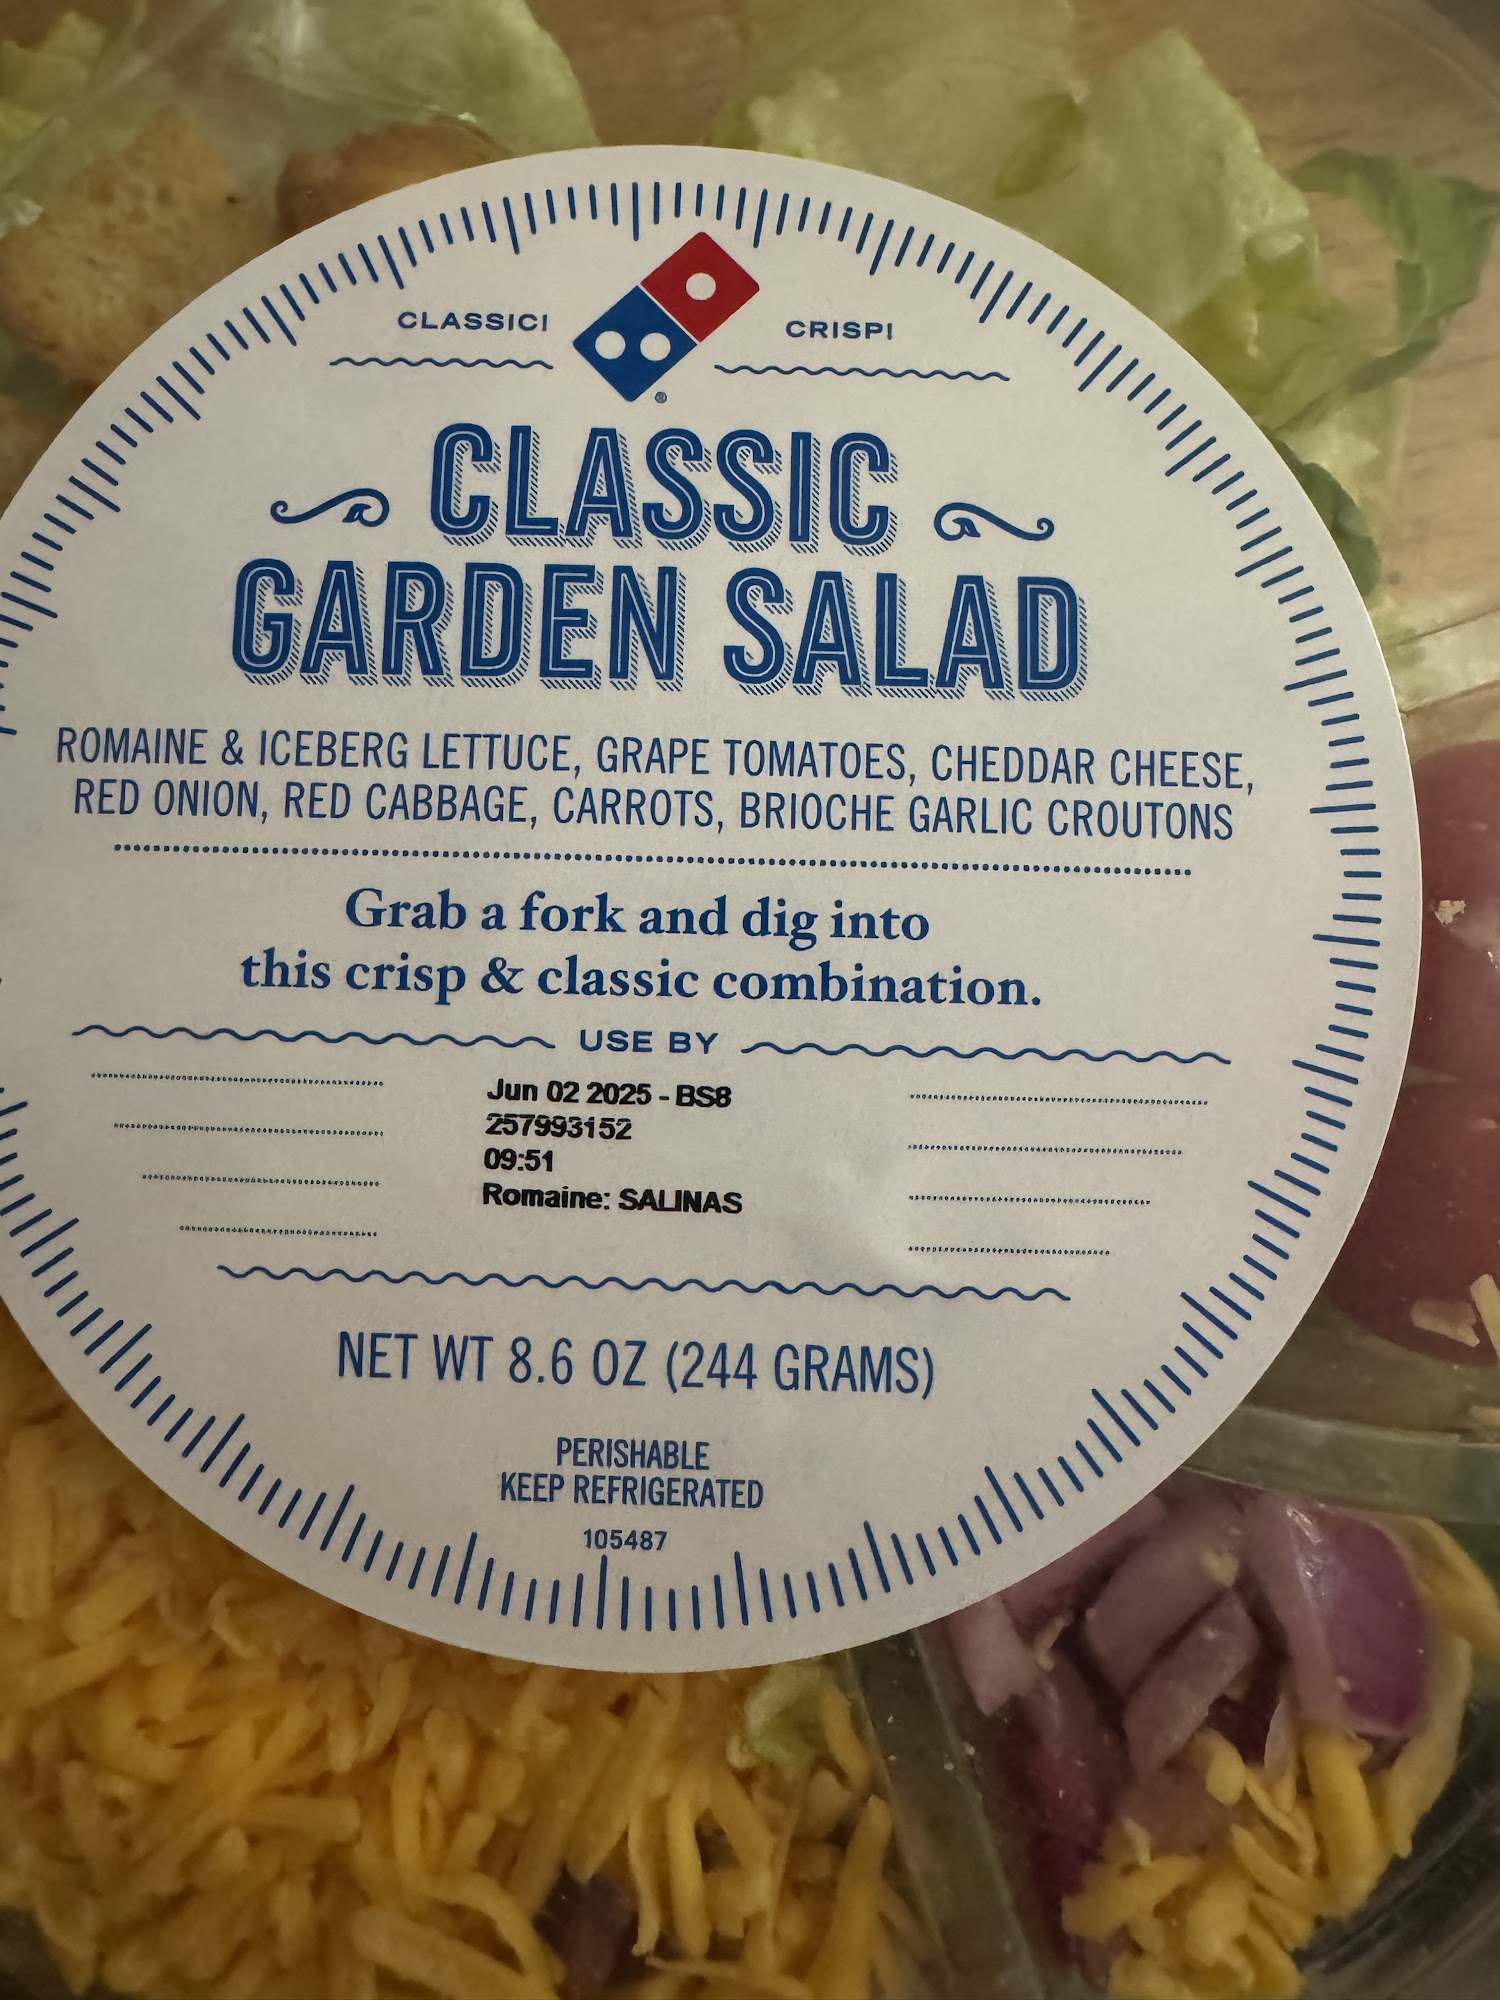 CLASSIC! CRISP!
®
CLASSIC
GARDEN SALAD
ROMAINE & ICEBERG LETTUCE, GRAPE TOMATOES, CHEDDAR CHEESE,
RED ONION, RED CABBAGE, CARROTS, BRIOCHE GARLIC CROUTONS
Grab a fork and dig into
this crisp & classic combination.
USE BY
Jun 02 2025 - BS8
257993152
09:51
Romaine: SALINAS
NET WT 8.6 OZ (244 GRAMS)
PERISHABLE
KEEP REFRIGERATED
105487